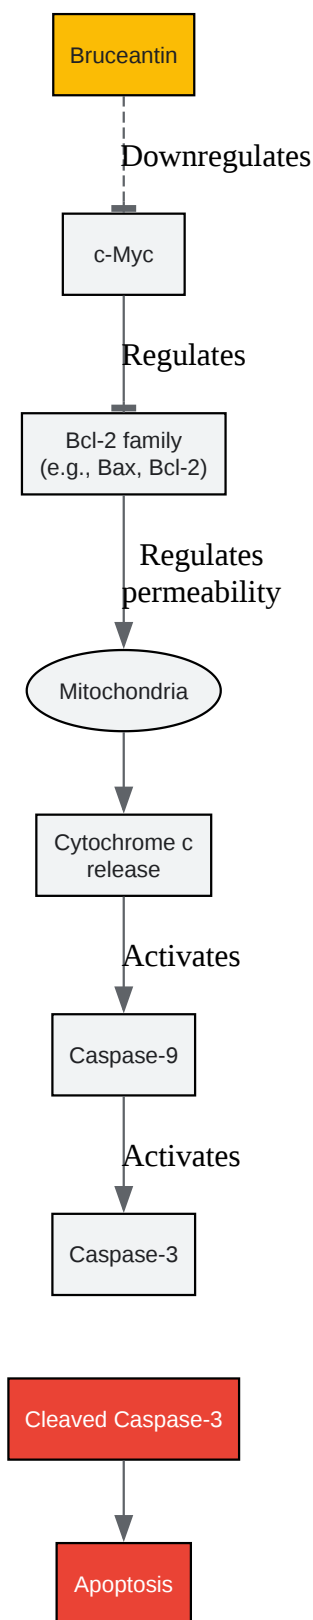 Bruceantin
Downregulates
c-Myc
Regulates
Bcl-2 family
(e.g., Bax, Bcl-2)
Regulates
permeability
Mitochondria
Cytochrome c
release
Activates
Caspase-9
Activates
Caspase-3
Cleaved Caspase-3
Apoptosis